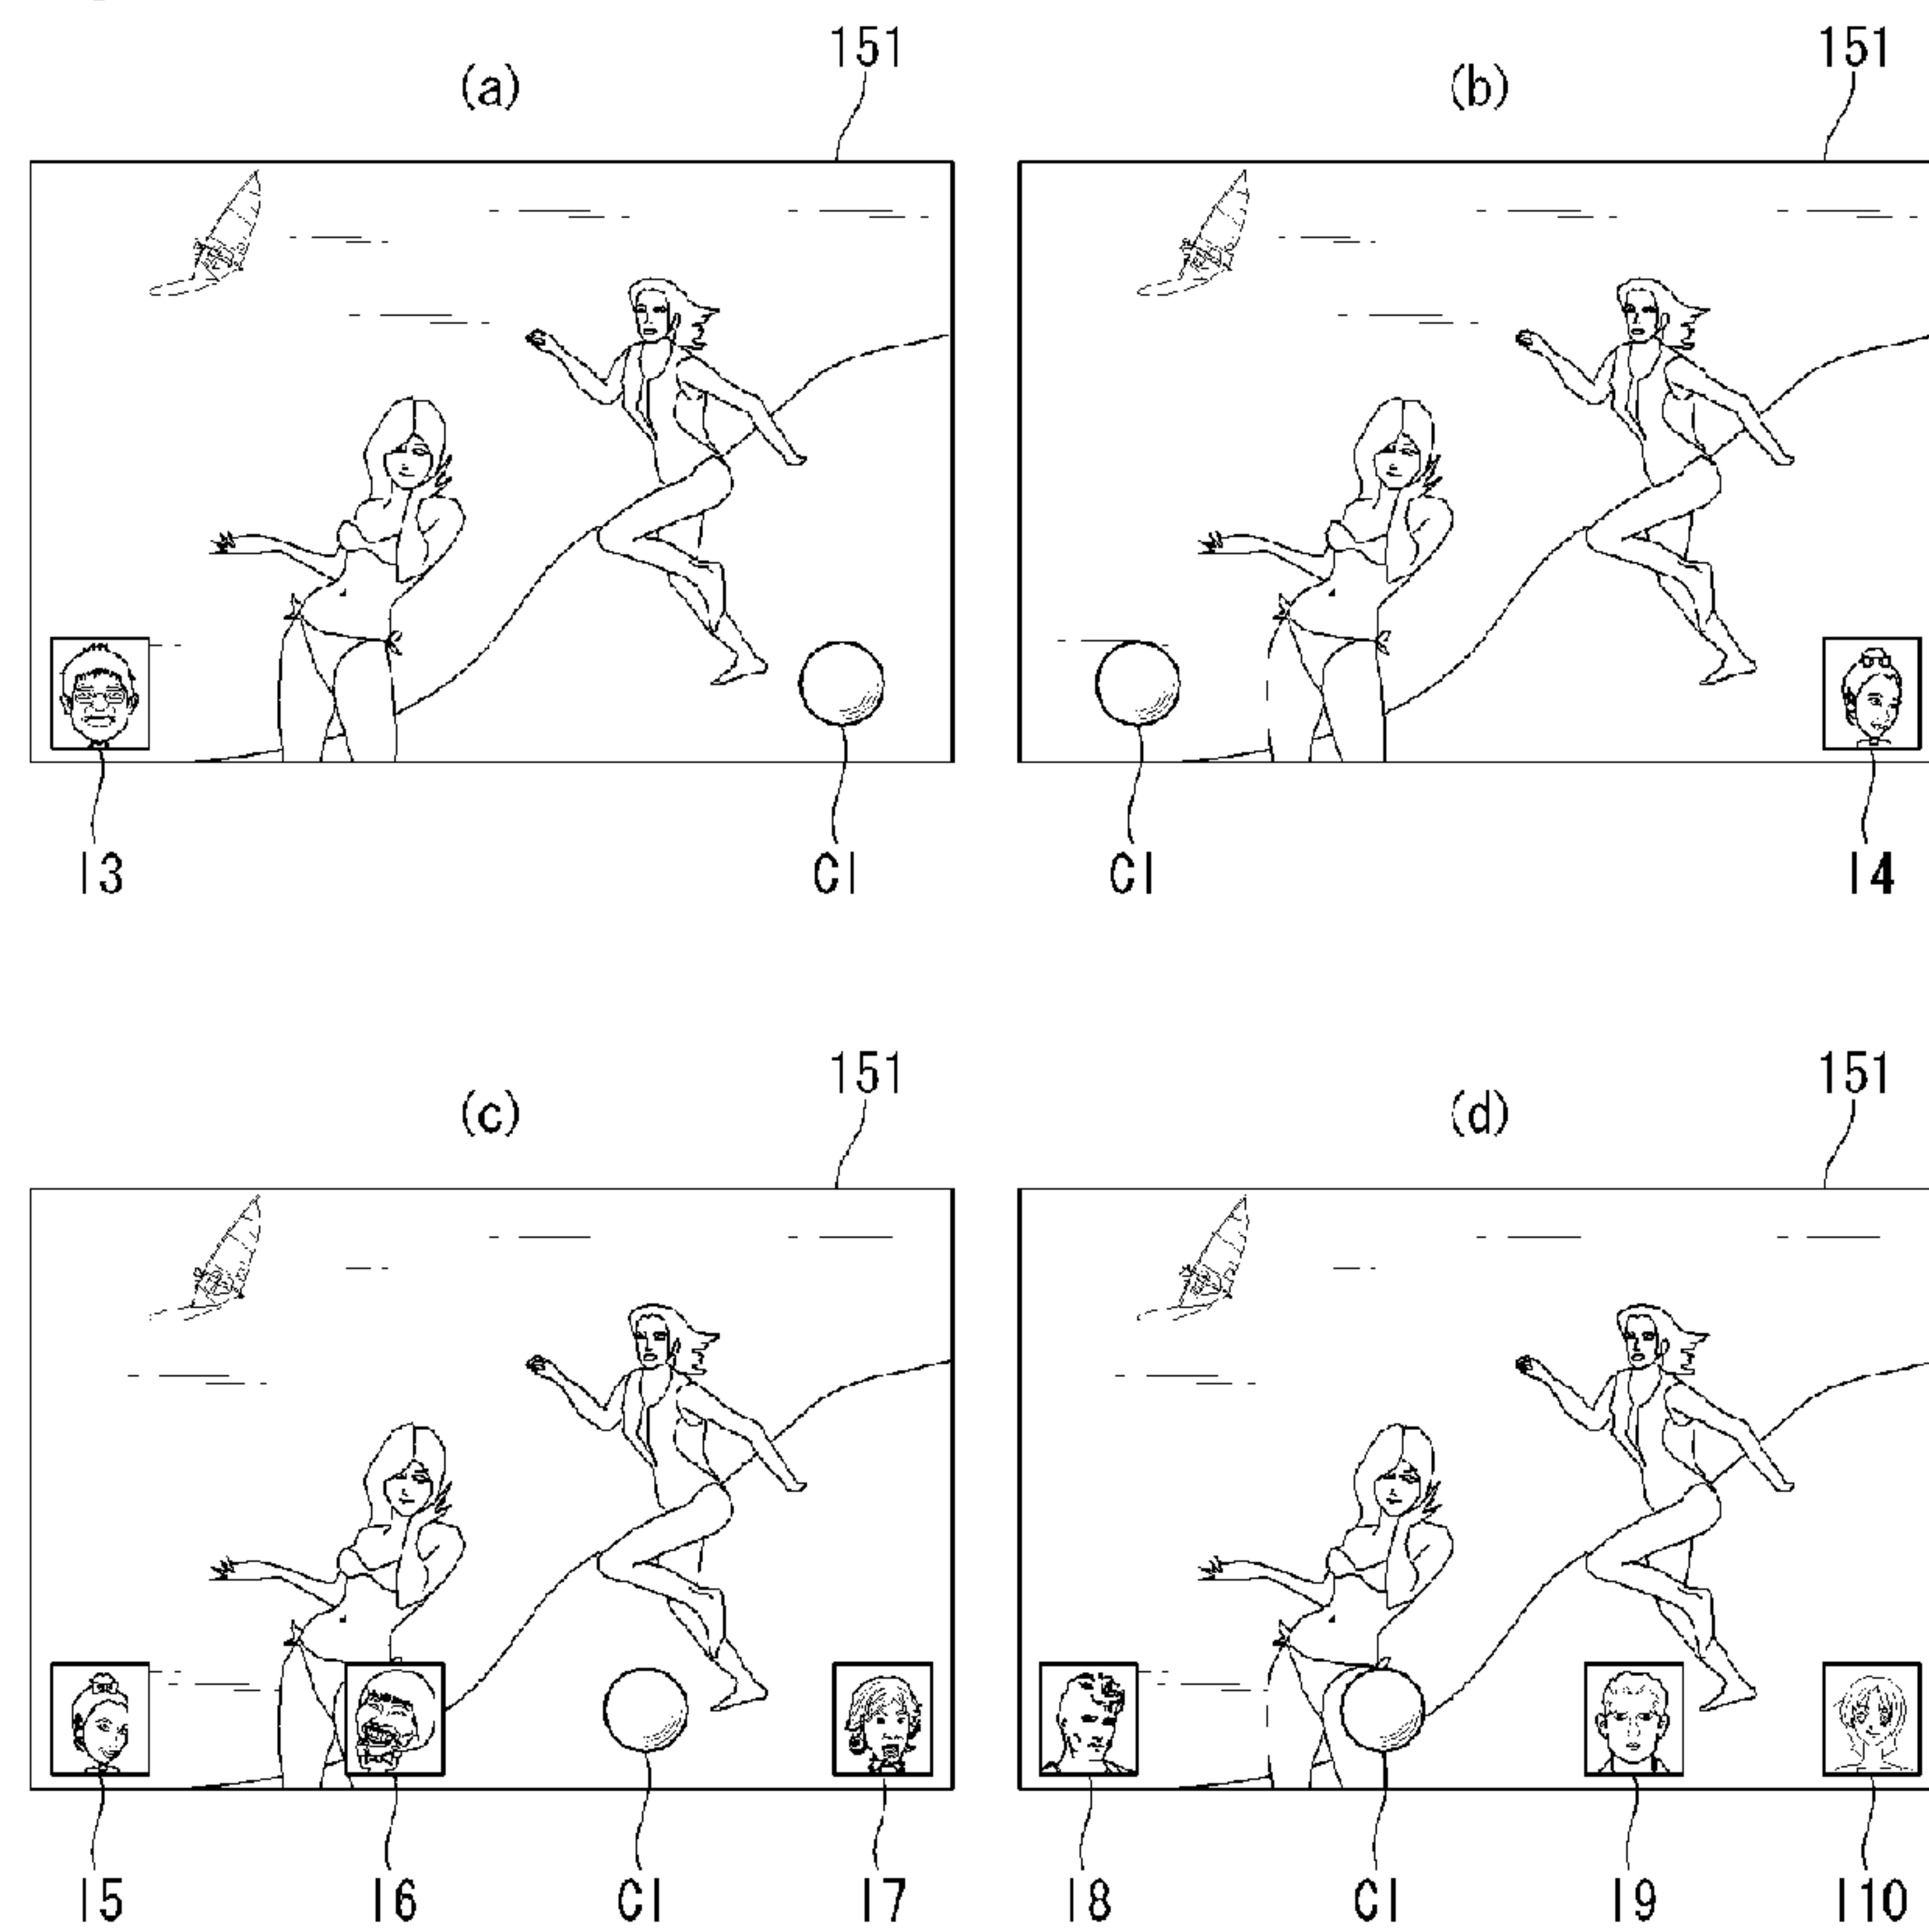 151 151
(a) (b)
I3 CI CI I4
151 151
(c) (d)
I5 I6 CI I7 I8 CI I9 I10